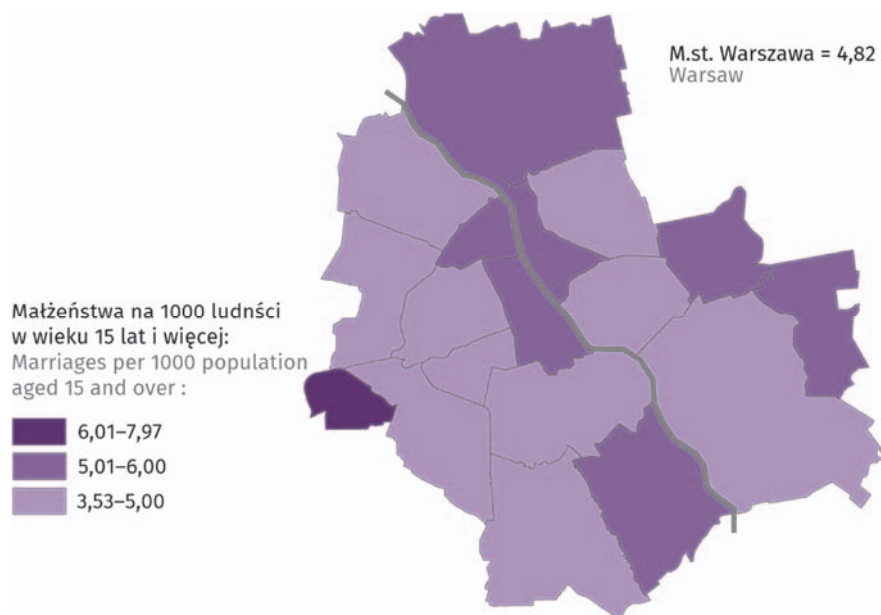 M.st. Warszawa = 4,82
Warsaw
Małżeństwa na 1000 ludnści
w wieku 15 lat i więcej:
Marriages per 1000 population
aged 15 and over :
6,01–7,97
5,01–6,00
3,53–5,00